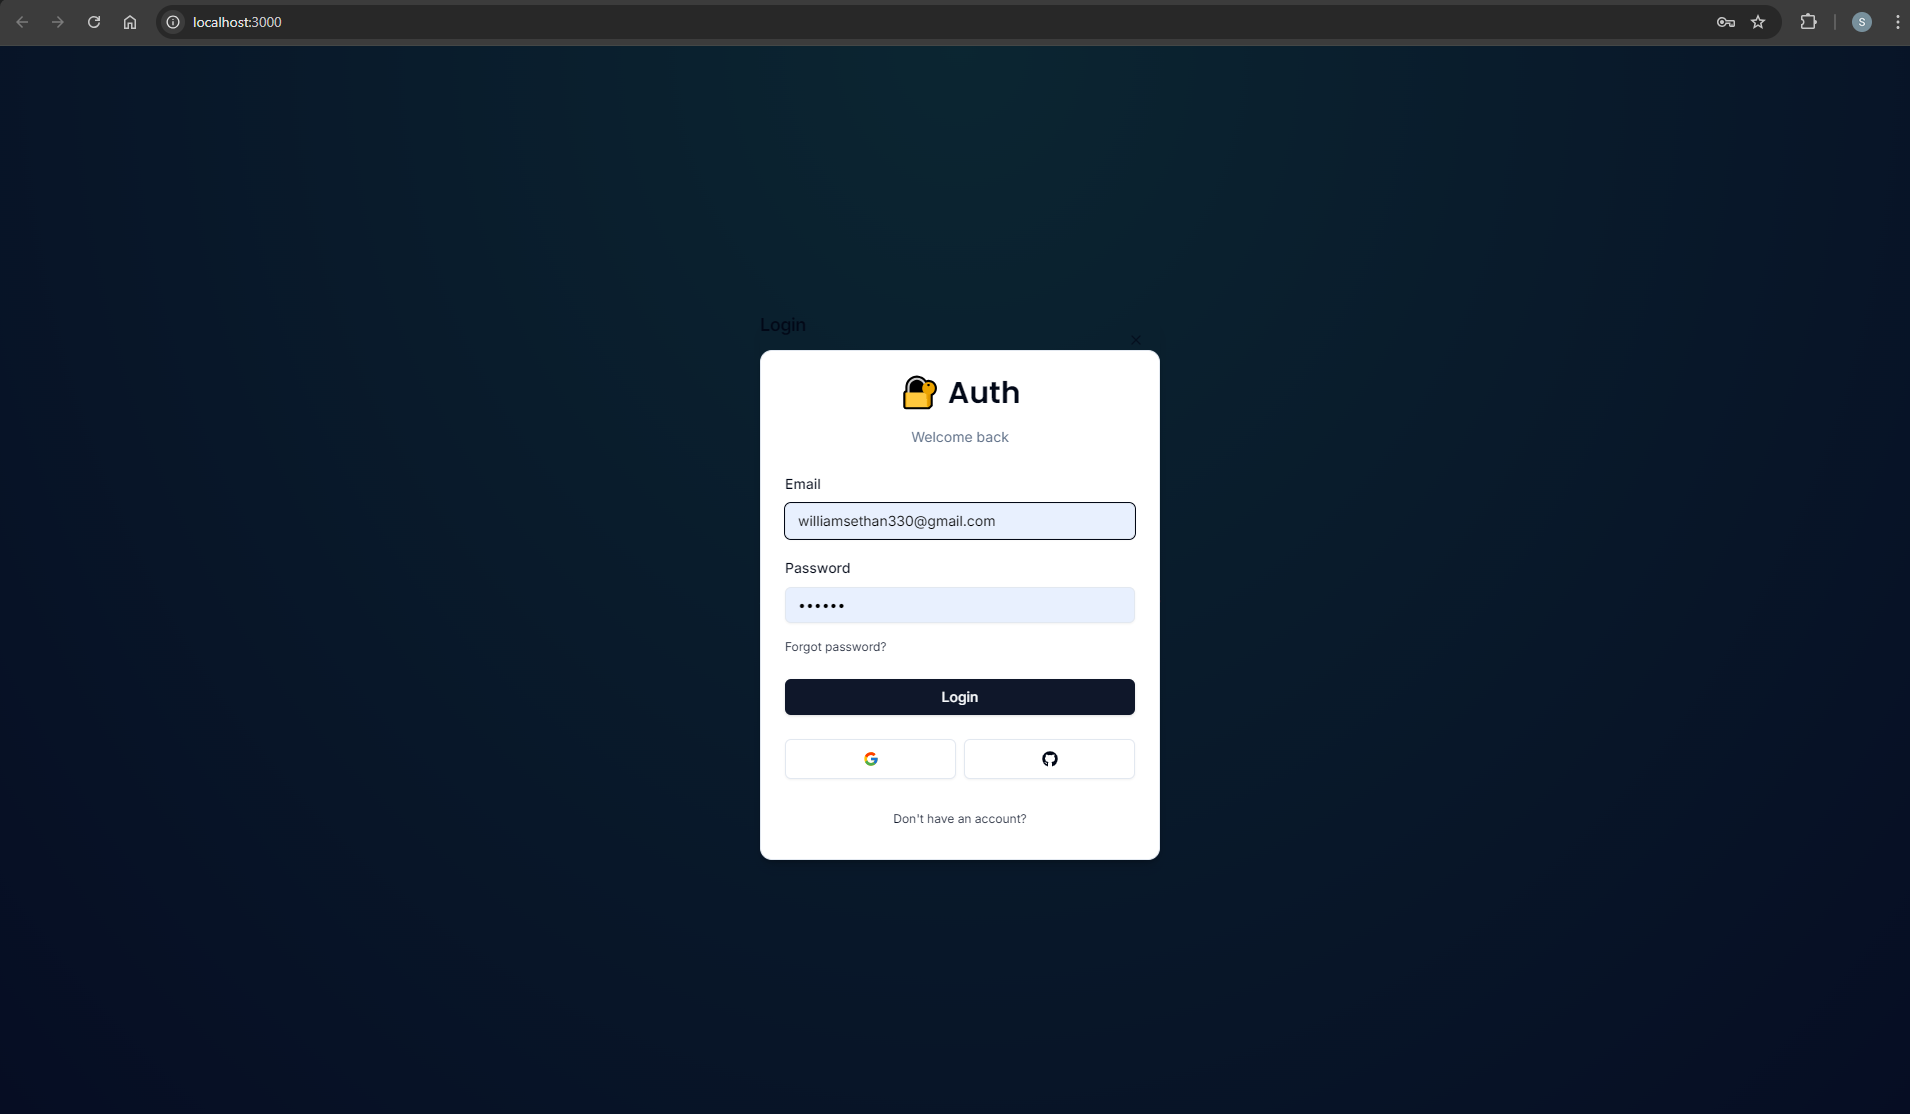 localhost:3000
S
Login
Auth
Welcome back
Email
williamsethan330@gmail.com
Password
••••••
Forgot password?
Login
Don't have an account?